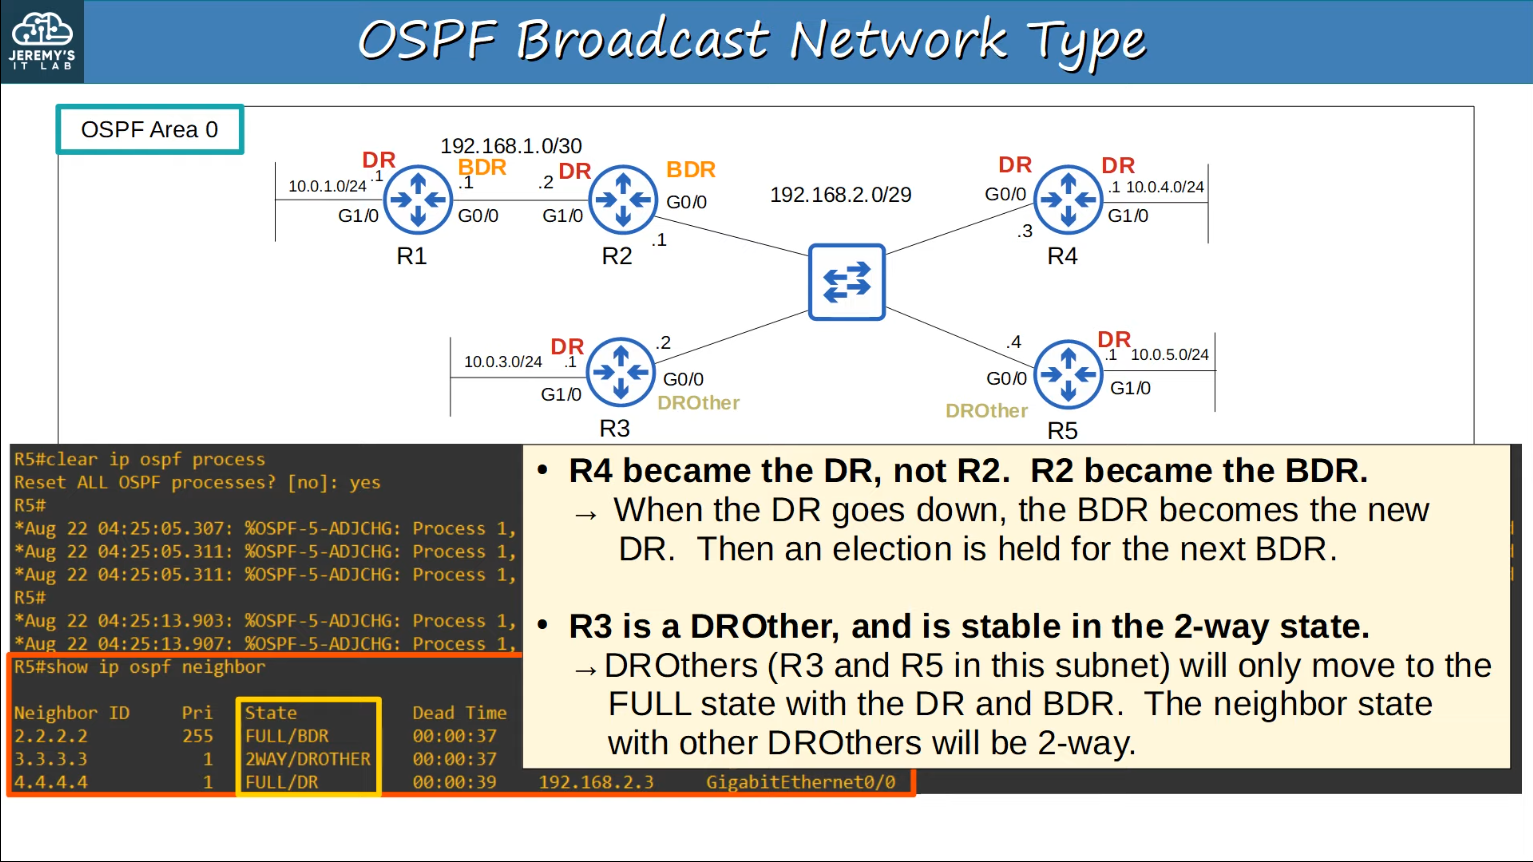 JEREMY'S
IT LAB
OSPF Broadcast Network Type
OSPF Area 0
192.168.1.0/30
DR
BDR
DR
BDR
10.0.1.0/24
.1
.1
.2
G1/0
G0/0
G1/0
G0/0
.1
R1
R2
192.168.2.0/29
DR
DR
G0/0
.1
10.0.4.0/24
G1/0
.3
R4
DR
10.0.3.0/24
.1
.2
G1/0
G0/0
DROther
R3
.4
DR
.1
10.0.5.0/24
G0/0
G1/0
DROther
R5
R5#clear ip ospf process
Reset ALL OSPF processes? [no]: yes
R5#
*Aug 22 04:25:05.307: %OSPF-5-ADJCHG: Process 1,
*Aug 22 04:25:05.311: %OSPF-5-ADJCHG: Process 1,
*Aug 22 04:25:05.311: %OSPF-5-ADJCHG: Process 1,
R5#
*Aug 22 04:25:13.903: %OSPF-5-ADJCHG: Process 1,
*Aug 22 04:25:13.907: %OSPF-5-ADJCHG: Process 1,
R5#show ip ospf neighbor
Neighbor ID Pri State Dead Time
2.2.2.2 255 FULL/BDR 00:00:37
3.3.3.3 1 2WAY/DROTHER 00:00:37
4.4.4.4 1 FULL/DR 00:00:39 192.168.2.3 GigabitEthernet0/0
• R4 became the DR, not R2. R2 became the BDR.
→ When the DR goes down, the BDR becomes the new
DR. Then an election is held for the next BDR.
• R3 is a DROther, and is stable in the 2-way state.
→DROthers (R3 and R5 in this subnet) will only move to the
FULL state with the DR and BDR. The neighbor state
with other DROthers will be 2-way.